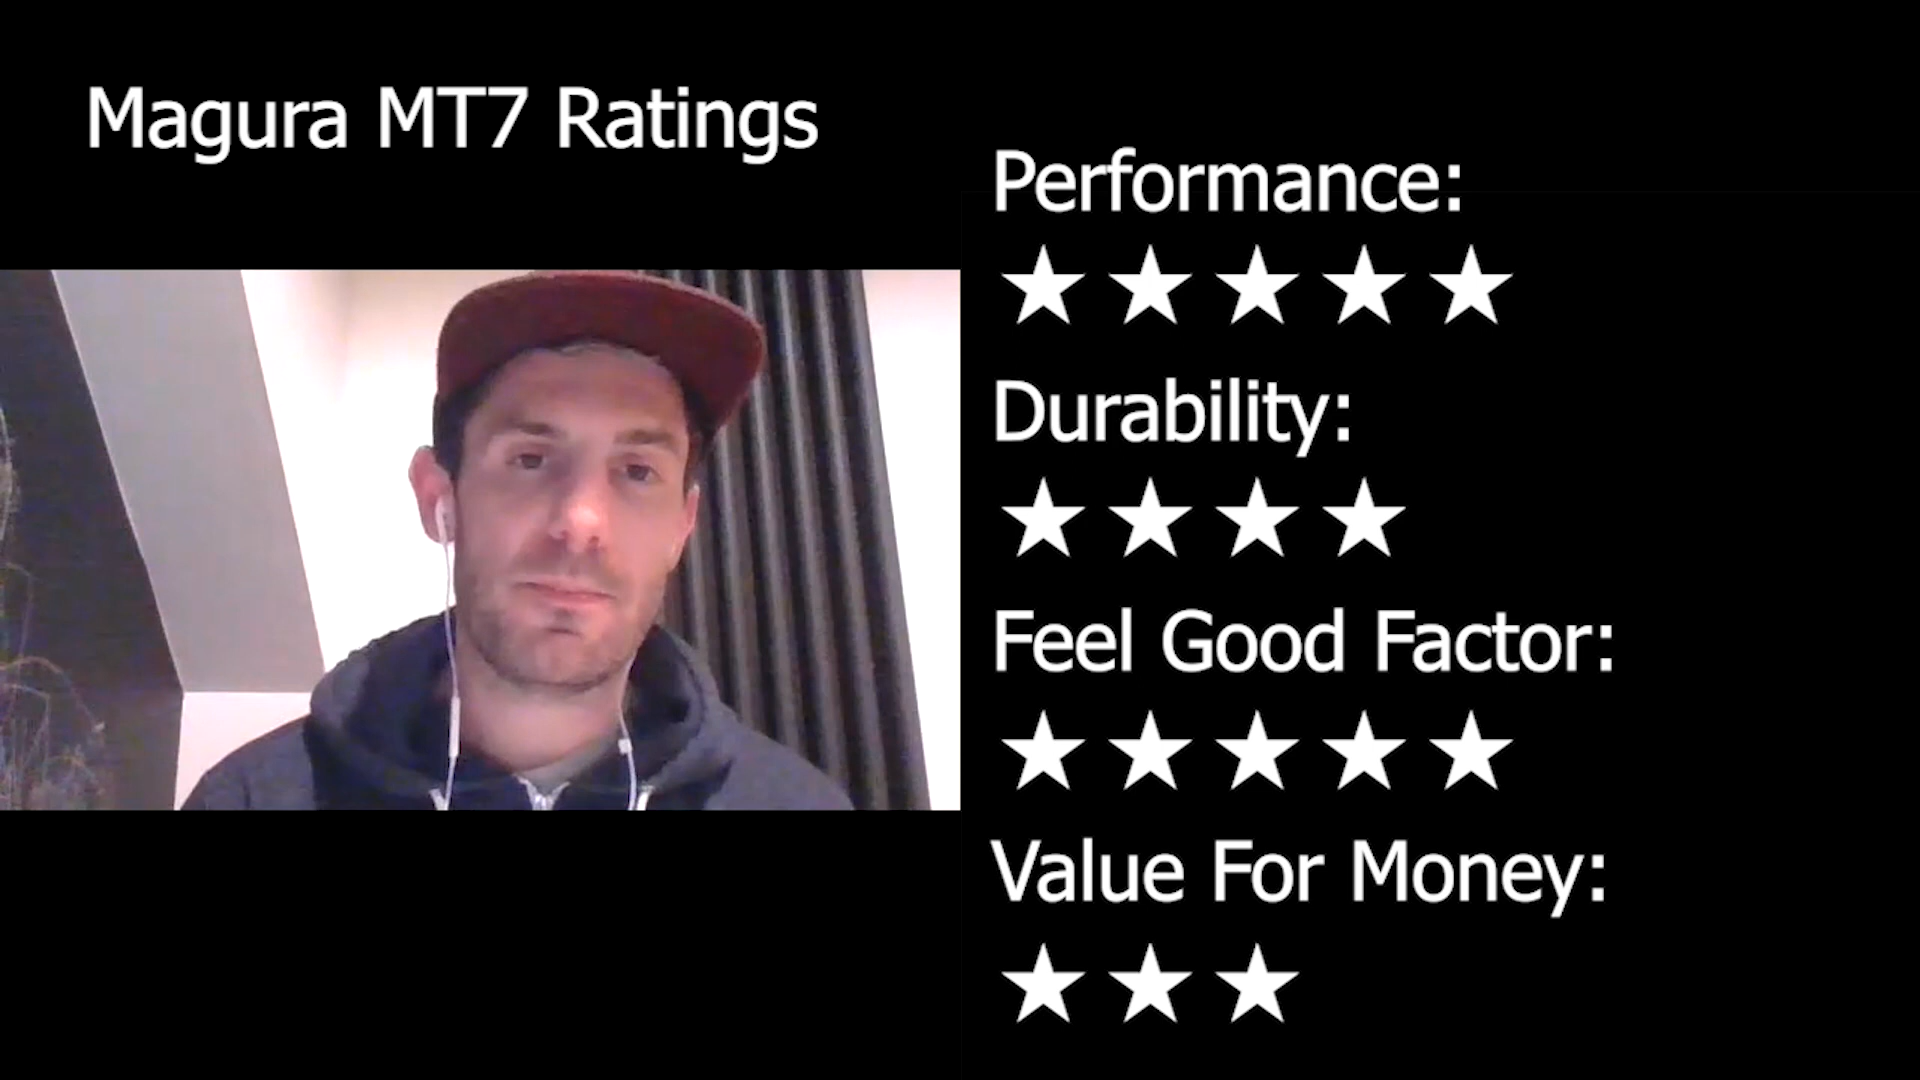 Magura MT7 Ratings
Performance:
★★★★★
Durability:
★★★★
Feel Good Factor:
★★★★★
Value For Money:
★★★